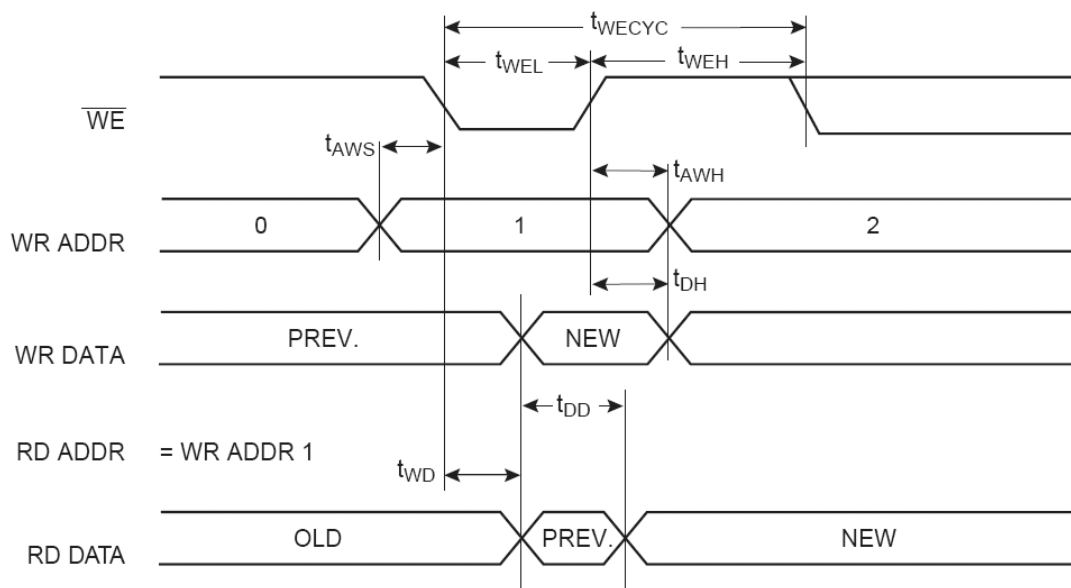 tWECYC
tWEL tWEH
WE
tAWS tAWH
WR ADDR 0 1 2
tDH
WR DATA PREV. NEW
tDD
RD ADDR = WR ADDR 1
tWD
RD DATA OLD PREV. NEW